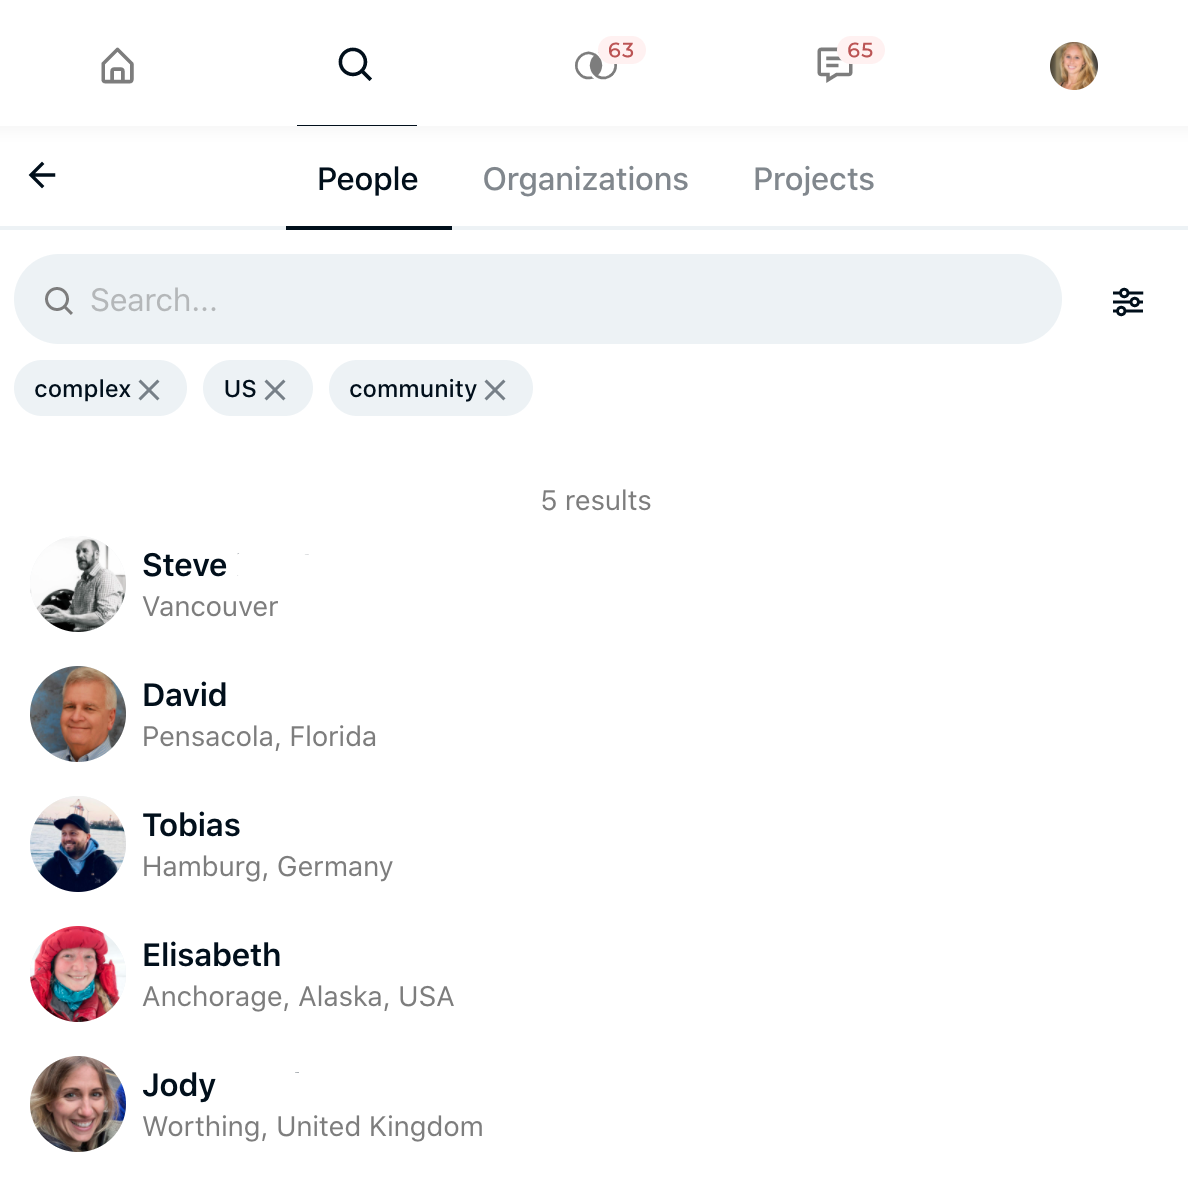 63
65
People Organizations Projects
Search...
complex US community
5 results
Steve
Vancouver
David
Pensacola, Florida
Tobias
Hamburg, Germany
Elisabeth
Anchorage, Alaska, USA
Jody
Worthing, United Kingdom